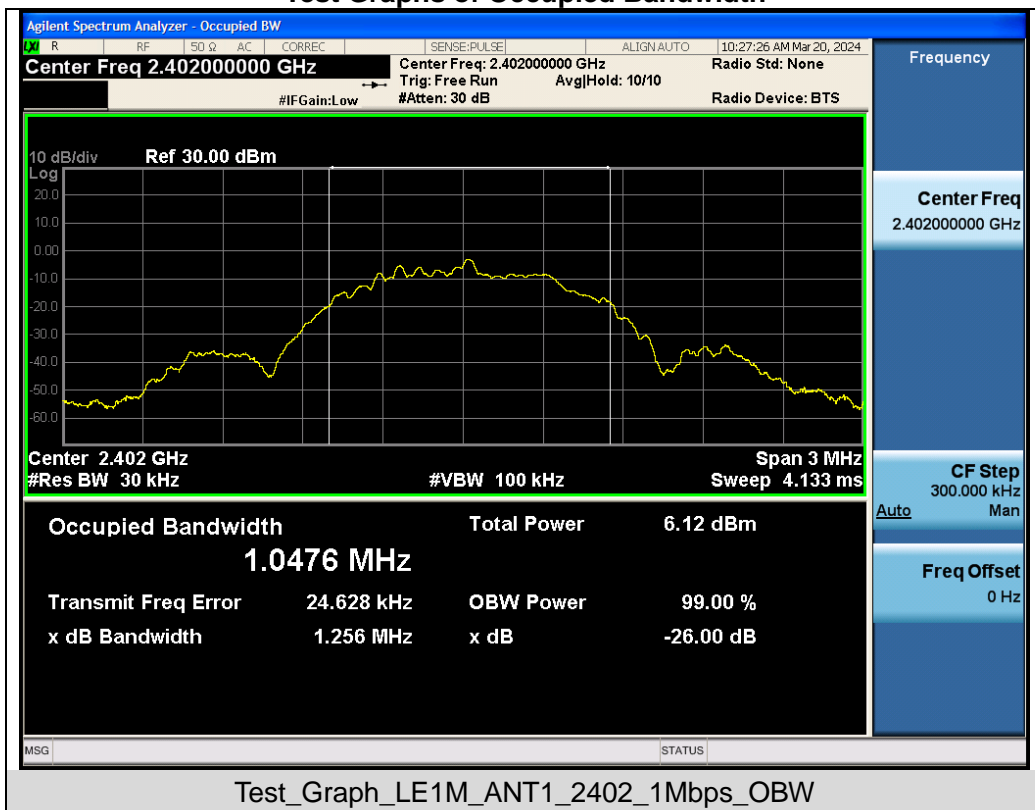 Test Graphs of Occupied Bandwidth
Agilent Spectrum Analyzer - Occupied BW
LXI R RF 50 Ω AC CORREC SENSE:PULSE ALIGN AUTO 10:27:26 AM Mar 20, 2024
Center Freq 2.402000000 GHz Center Freq: 2.402000000 GHz Radio Std: None
Trig: Free Run Avg|Hold: 10/10
#IFGain:Low #Atten: 30 dB Radio Device: BTS
Frequency
10 dB/div Ref 30.00 dBm
Log
20.0
10.0
0.00
-10.0
-20.0
-30.0
-40.0
-50.0
-60.0
Center 2.402 GHz Span 3 MHz
#Res BW 30 kHz #VBW 100 kHz Sweep 4.133 ms
Center Freq
2.402000000 GHz
CF Step
300.000 kHz
Auto Man
Freq Offset
0 Hz
Occupied Bandwidth Total Power 6.12 dBm
1.0476 MHz
Transmit Freq Error 24.628 kHz OBW Power 99.00 %
x dB Bandwidth 1.256 MHz x dB -26.00 dB
MSG STATUS
Test_Graph_LE1M_ANT1_2402_1Mbps_OBW